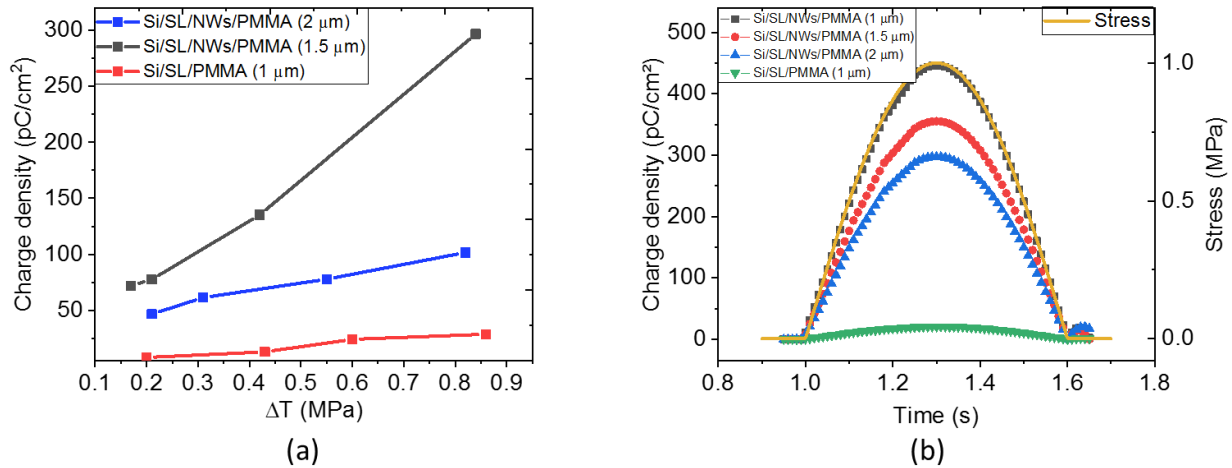 Si/SL/NWs/PMMA (2 µm)
Si/SL/NWs/PMMA (1.5 µm)
Si/SL/PMMA (1 µm)
Charge density (pC/cm²)
300
250
200
150
100
50
0.1 0.2 0.3 0.4 0.5 0.6 0.7 0.8 0.9
ΔT (MPa)
(a)
Si/SL/NWs/PMMA (1 µm)
Si/SL/NWs/PMMA (1.5 µm)
Si/SL/NWs/PMMA (2 µm)
Si/SL/PMMA (1 µm)
Stress
Charge density (pC/cm²)
500
450
400
300
200
100
0
1.0
0.5
0.0
Stress (MPa)
0.8 1.0 1.2 1.4 1.6 1.8
Time (s)
(b)